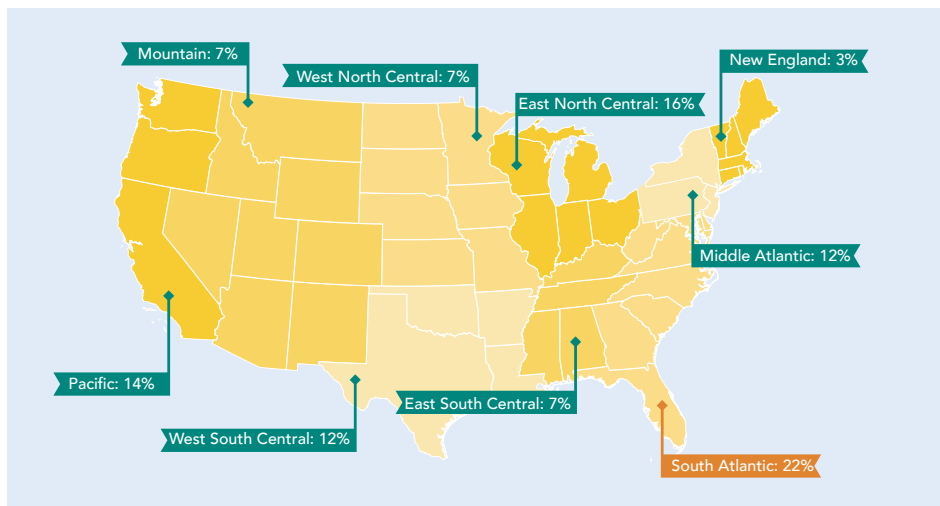 Mountain: 7%
New England: 3%
West North Central: 7%
East North Central: 16%
Middle Atlantic: 12%
Pacific: 14%
East South Central: 7%
West South Central: 12%
South Atlantic: 22%